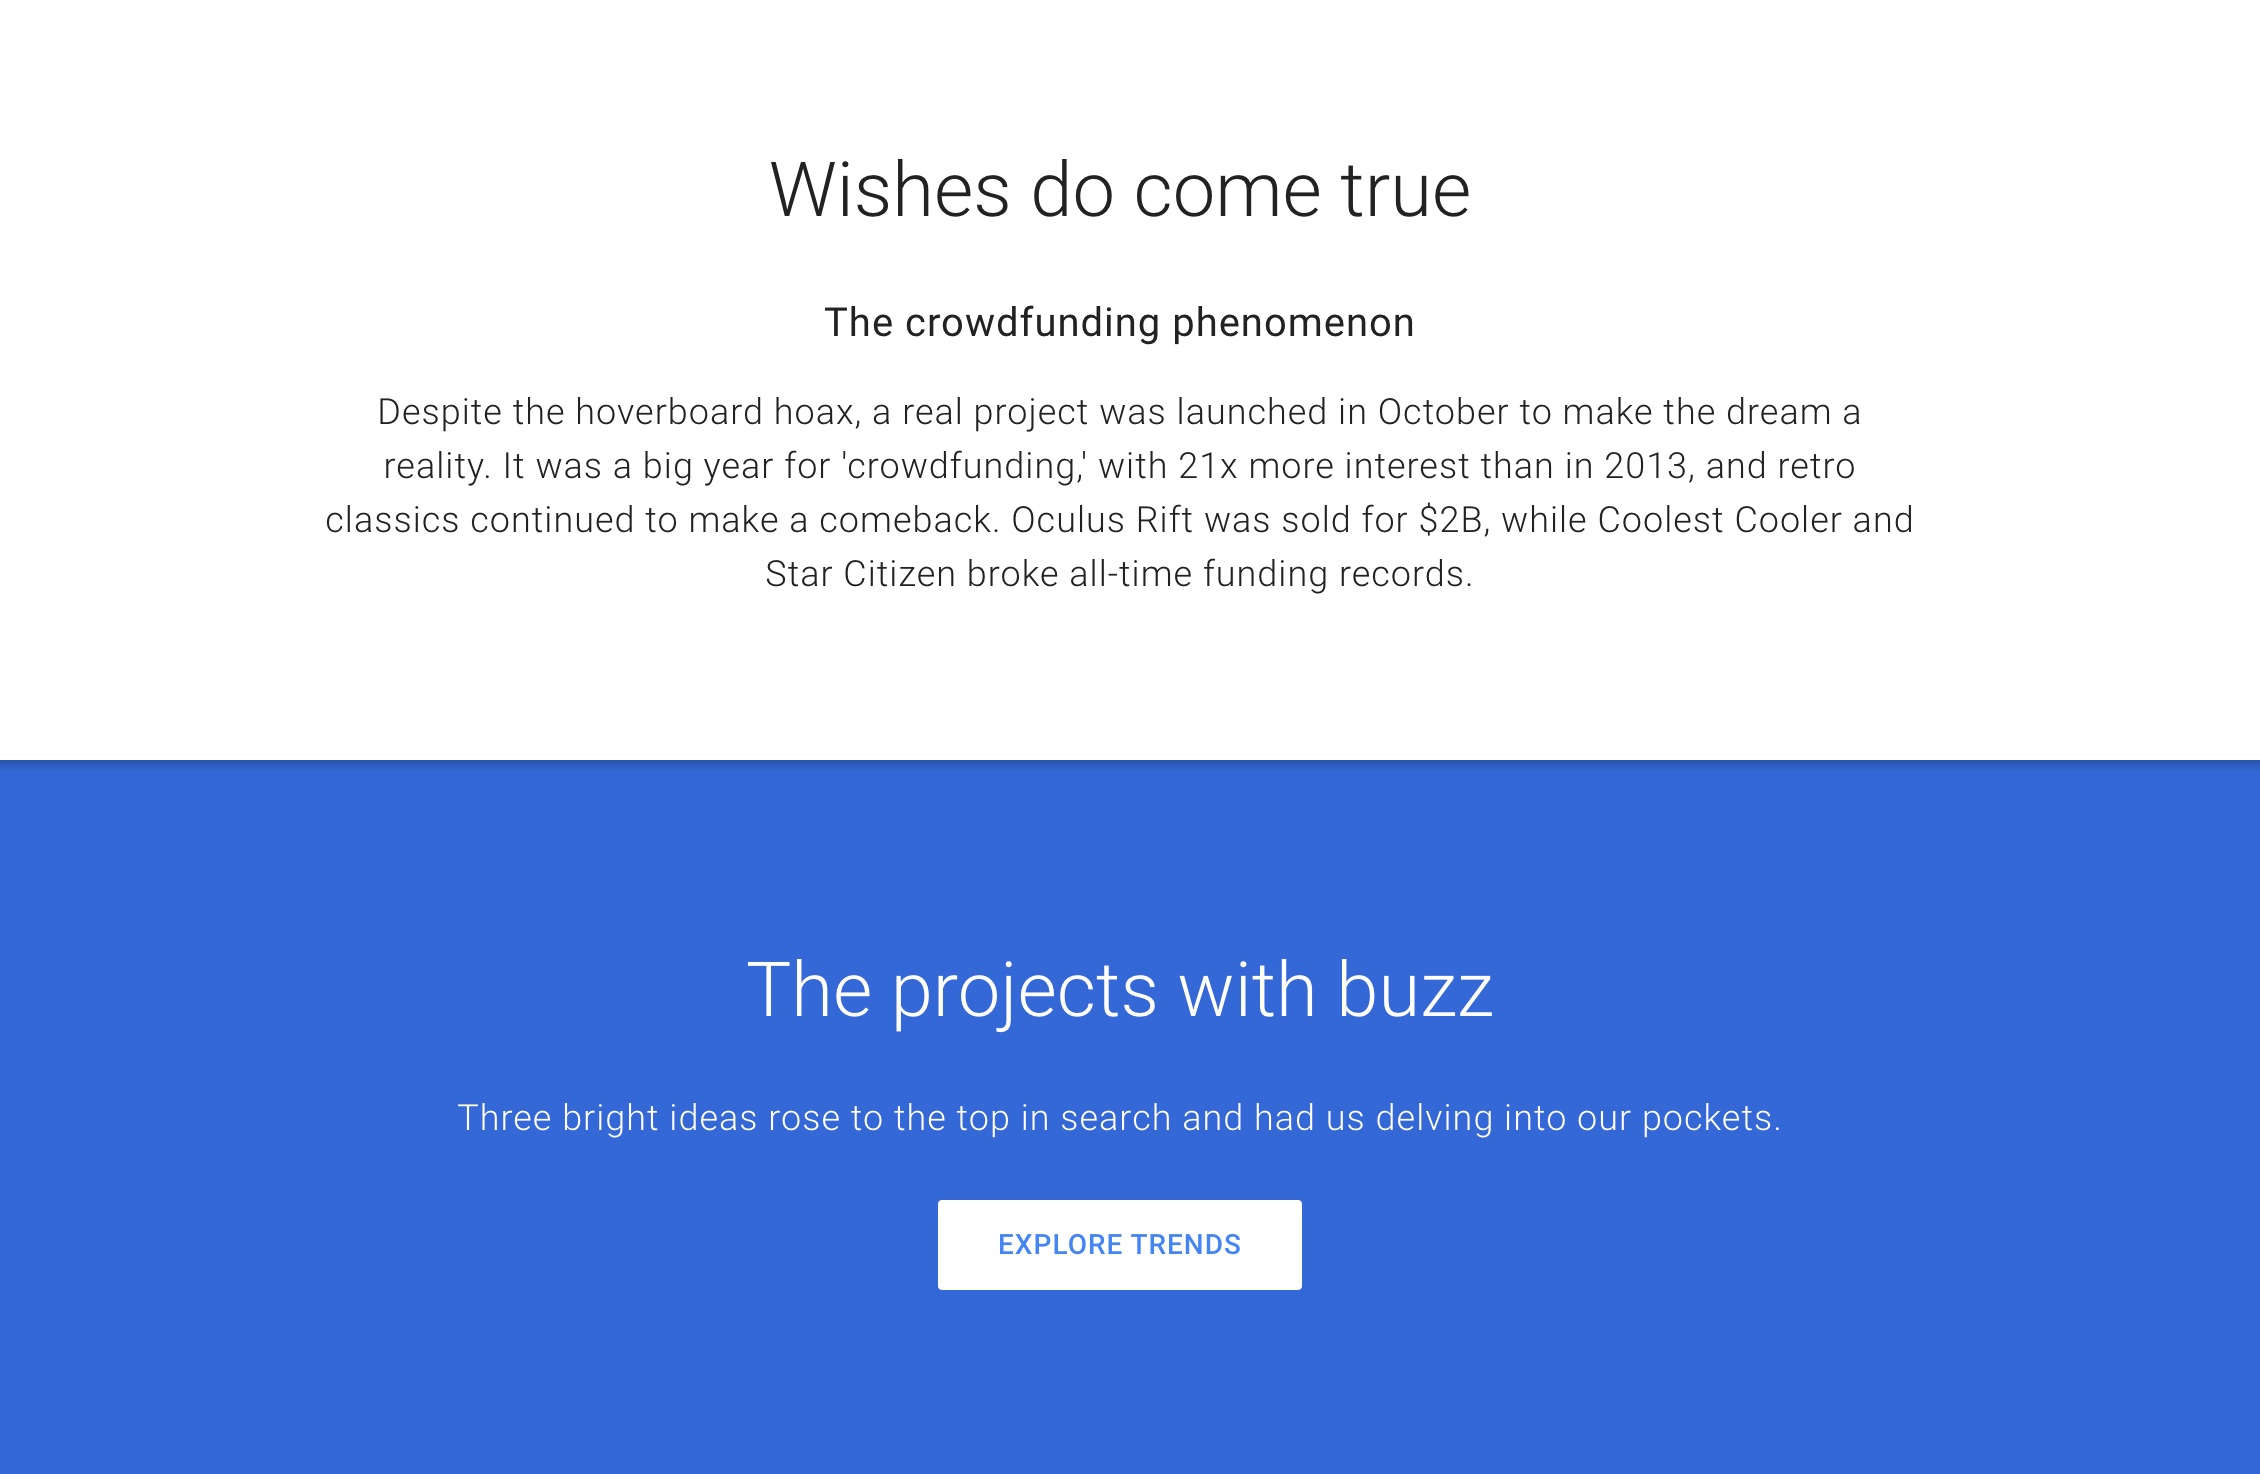 Wishes do come true
The crowdfunding phenomenon
Despite the hoverboard hoax, a real project was launched in October to make the dream a
reality. It was a big year for 'crowdfunding,' with 21x more interest than in 2013, and retro
classics continued to make a comeback. Oculus Rift was sold for $2B, while Coolest Cooler and
Star Citizen broke all-time funding records.
The projects with buzz
Three bright ideas rose to the top in search and had us delving into our pockets.
EXPLORE TRENDS